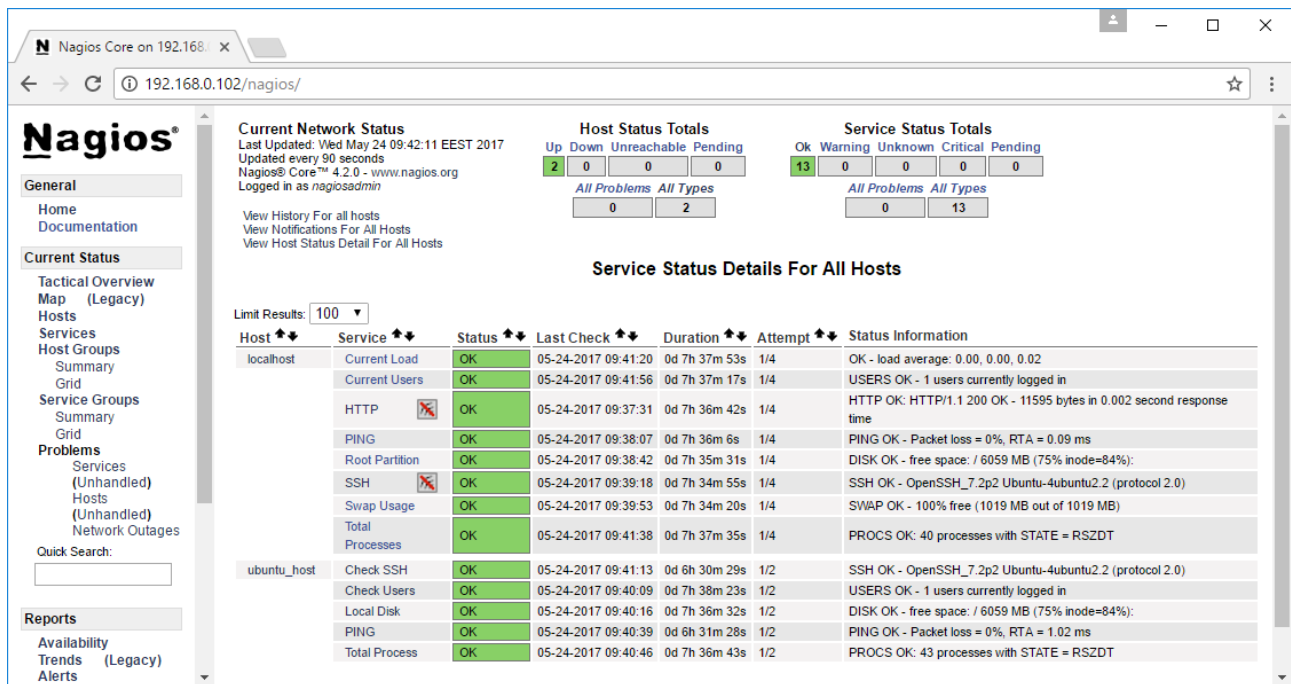 Nagios Core on 192.168.
192.168.0.102/nagios/
Nagios®
General
Home
Documentation
Current Status
Tactical Overview
Map (Legacy)
Hosts
Services
Host Groups
Summary
Grid
Service Groups
Summary
Grid
Problems
Services
(Unhandled)
Hosts
(Unhandled)
Network Outages
Quick Search:
Reports
Availability
Trends (Legacy)
Alerts
Current Network Status
Last Updated: Wed May 24 09:42:11 EEST 2017
Updated every 90 seconds
Nagios® Core™ 4.2.0 - www.nagios.org
Logged in as nagiosadmin
View History For all hosts
View Notifications For All Hosts
View Host Status Detail For All Hosts
Host Status Totals
Up Down Unreachable Pending
2 0 0 0
All Problems All Types
0 2
Service Status Totals
Ok Warning Unknown Critical Pending
13 0 0 0 0
All Problems All Types
0 13
Service Status Details For All Hosts
Limit Results: 100
Host Service Status Last Check Duration Attempt Status Information
localhost Current Load OK 05-24-2017 09:41:20 0d 7h 37m 53s 1/4 OK - load average: 0.00, 0.00, 0.02
Current Users OK 05-24-2017 09:41:56 0d 7h 37m 17s 1/4 USERS OK - 1 users currently logged in
HTTP OK 05-24-2017 09:37:31 0d 7h 36m 42s 1/4 HTTP OK: HTTP/1.1 200 OK - 11595 bytes in 0.002 second response
time
PING OK 05-24-2017 09:38:07 0d 7h 36m 6s 1/4 PING OK - Packet loss = 0%, RTA = 0.09 ms
Root Partition OK 05-24-2017 09:38:42 0d 7h 35m 31s 1/4 DISK OK - free space: / 6059 MB (75% inode=84%):
SSH OK 05-24-2017 09:39:18 0d 7h 34m 55s 1/4 SSH OK - OpenSSH_7.2p2 Ubuntu-4ubuntu2.2 (protocol 2.0)
Swap Usage OK 05-24-2017 09:39:53 0d 7h 34m 20s 1/4 SWAP OK - 100% free (1019 MB out of 1019 MB)
Total
Processes OK 05-24-2017 09:41:38 0d 7h 37m 35s 1/4 PROCS OK: 40 processes with STATE = RSZDT
ubuntu_host Check SSH OK 05-24-2017 09:41:13 0d 6h 30m 29s 1/2 SSH OK - OpenSSH_7.2p2 Ubuntu-4ubuntu2.2 (protocol 2.0)
Check Users OK 05-24-2017 09:40:09 0d 7h 38m 23s 1/2 USERS OK - 1 users currently logged in
Local Disk OK 05-24-2017 09:40:16 0d 7h 36m 32s 1/2 DISK OK - free space: / 6059 MB (75% inode=84%):
PING OK 05-24-2017 09:40:39 0d 6h 31m 28s 1/2 PING OK - Packet loss = 0%, RTA = 1.02 ms
Total Process OK 05-24-2017 09:40:46 0d 7h 36m 43s 1/2 PROCS OK: 43 processes with STATE = RSZDT